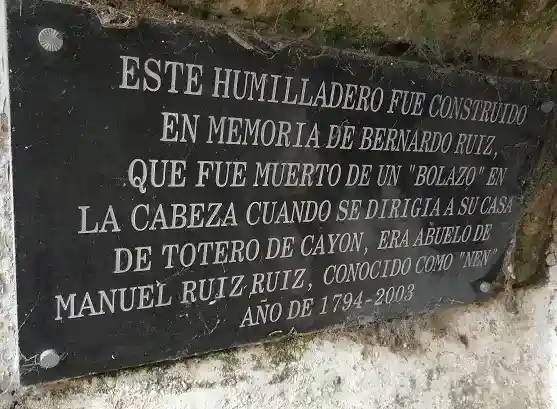 ESTE HUMILLADERO FUE CONSTRUIDO
EN MEMORIA DE BERNARDO RUIZ,
QUE FUE MUERTO DE UN "BOLAZO" EN
LA CABEZA CUANDO SE DIRIGIA A SU CASA
DE TOTERO DE CAYON, ERA ABUELO DE
MANUEL RUIZ RUIZ, CONOCIDO COMO "NEN"
AÑO DE 1794-2003